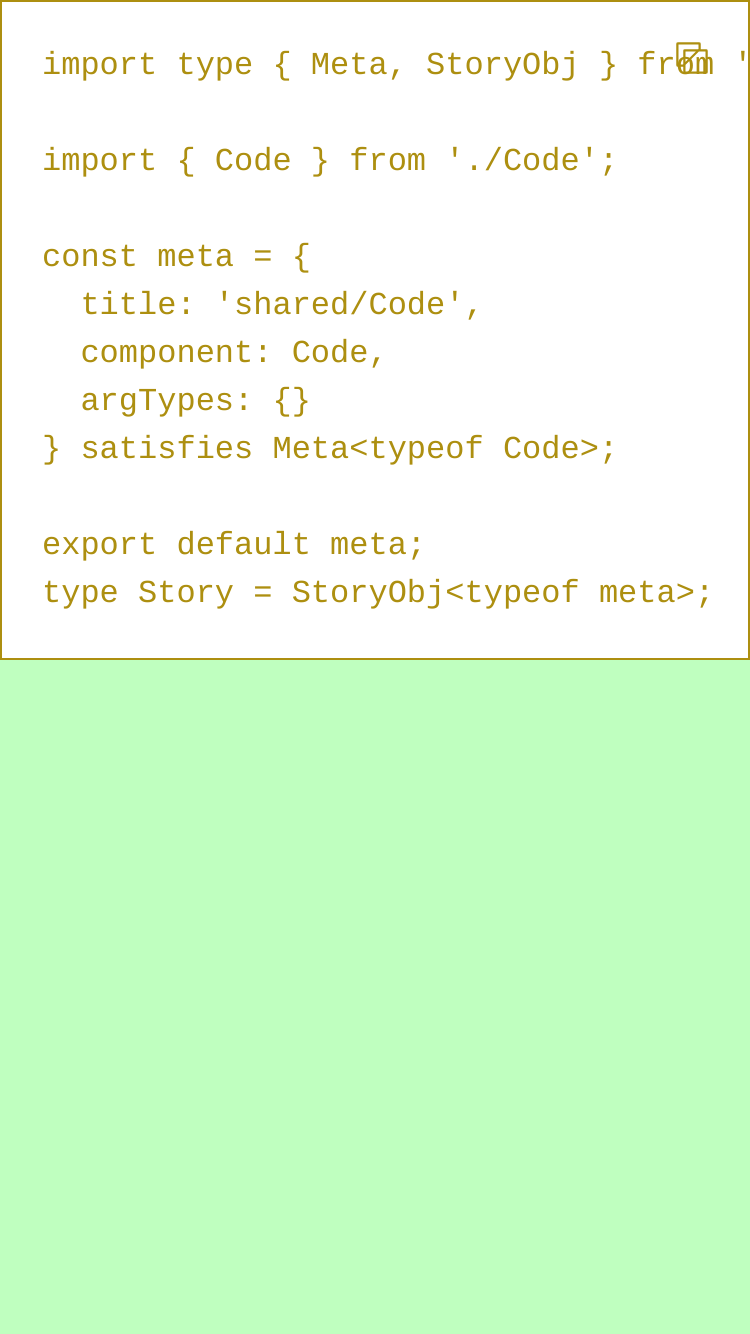 import type { Meta, StoryObj } from '
import { Code } from './Code';
const meta = {
  title: 'shared/Code',
  component: Code,
  argTypes: {}
} satisfies Meta<typeof Code>;
export default meta;
type Story = StoryObj<typeof meta>;